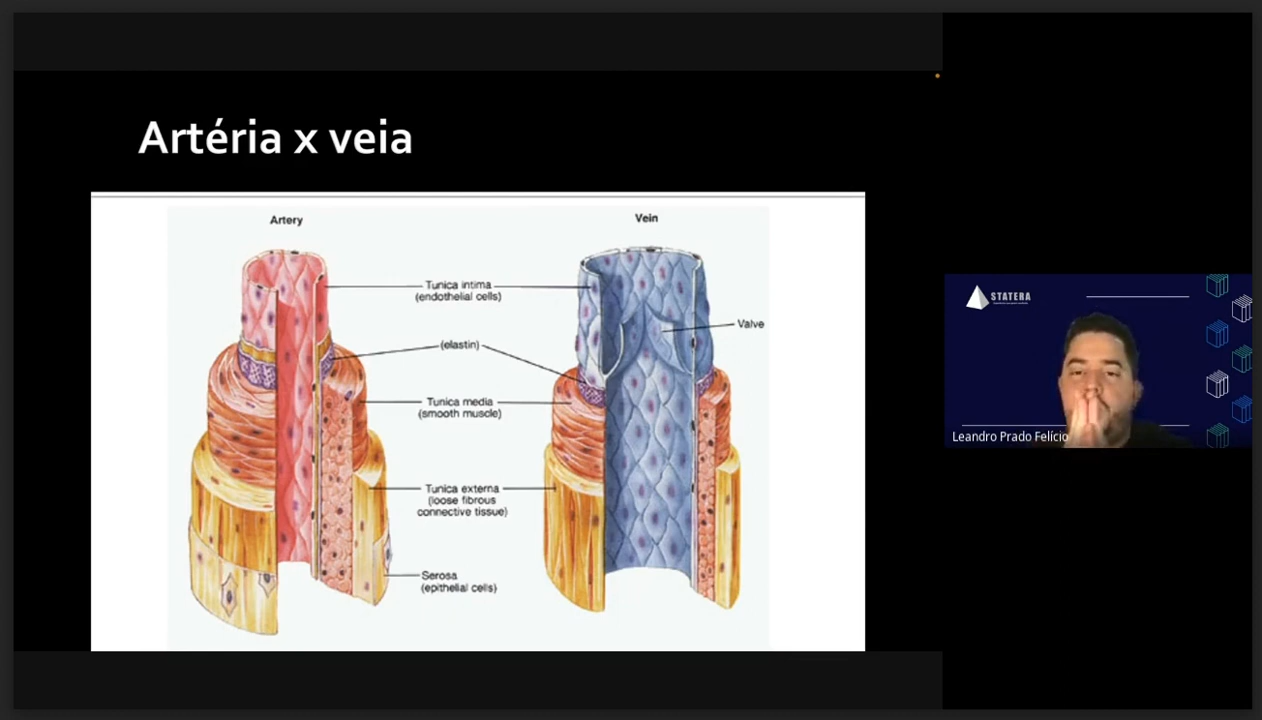 Artéria x veia
Artery
Vein
Tunica intima
(endothelial cells)
Valve
(elastin)
Tunica media
(smooth muscle)
Tunica externa
(loose fibrous
connective tissue)
Serosa
(epithelial cells)
STATERA
Leandro Prado Felício